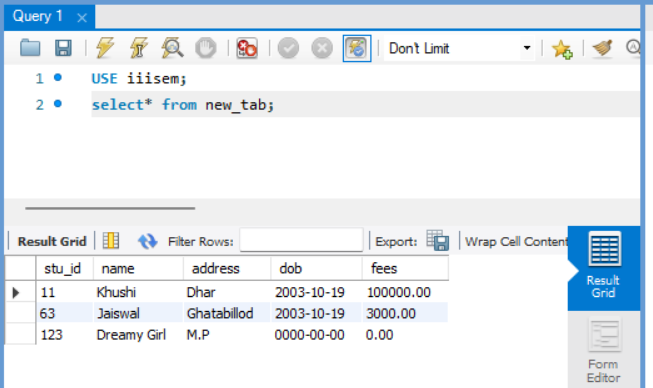 Query 1
Don't Limit
1 USE iiisem;
2 select* from new_tab;
Result Grid Filter Rows: Export: Wrap Cell Content
stu_id name address dob fees
11 Khushi Dhar 2003-10-19 100000.00
63 Jaiswal Ghatabillod 2003-10-19 3000.00
123 Dreamy Girl M.P 0000-00-00 0.00
Result
Grid
Form
Editor